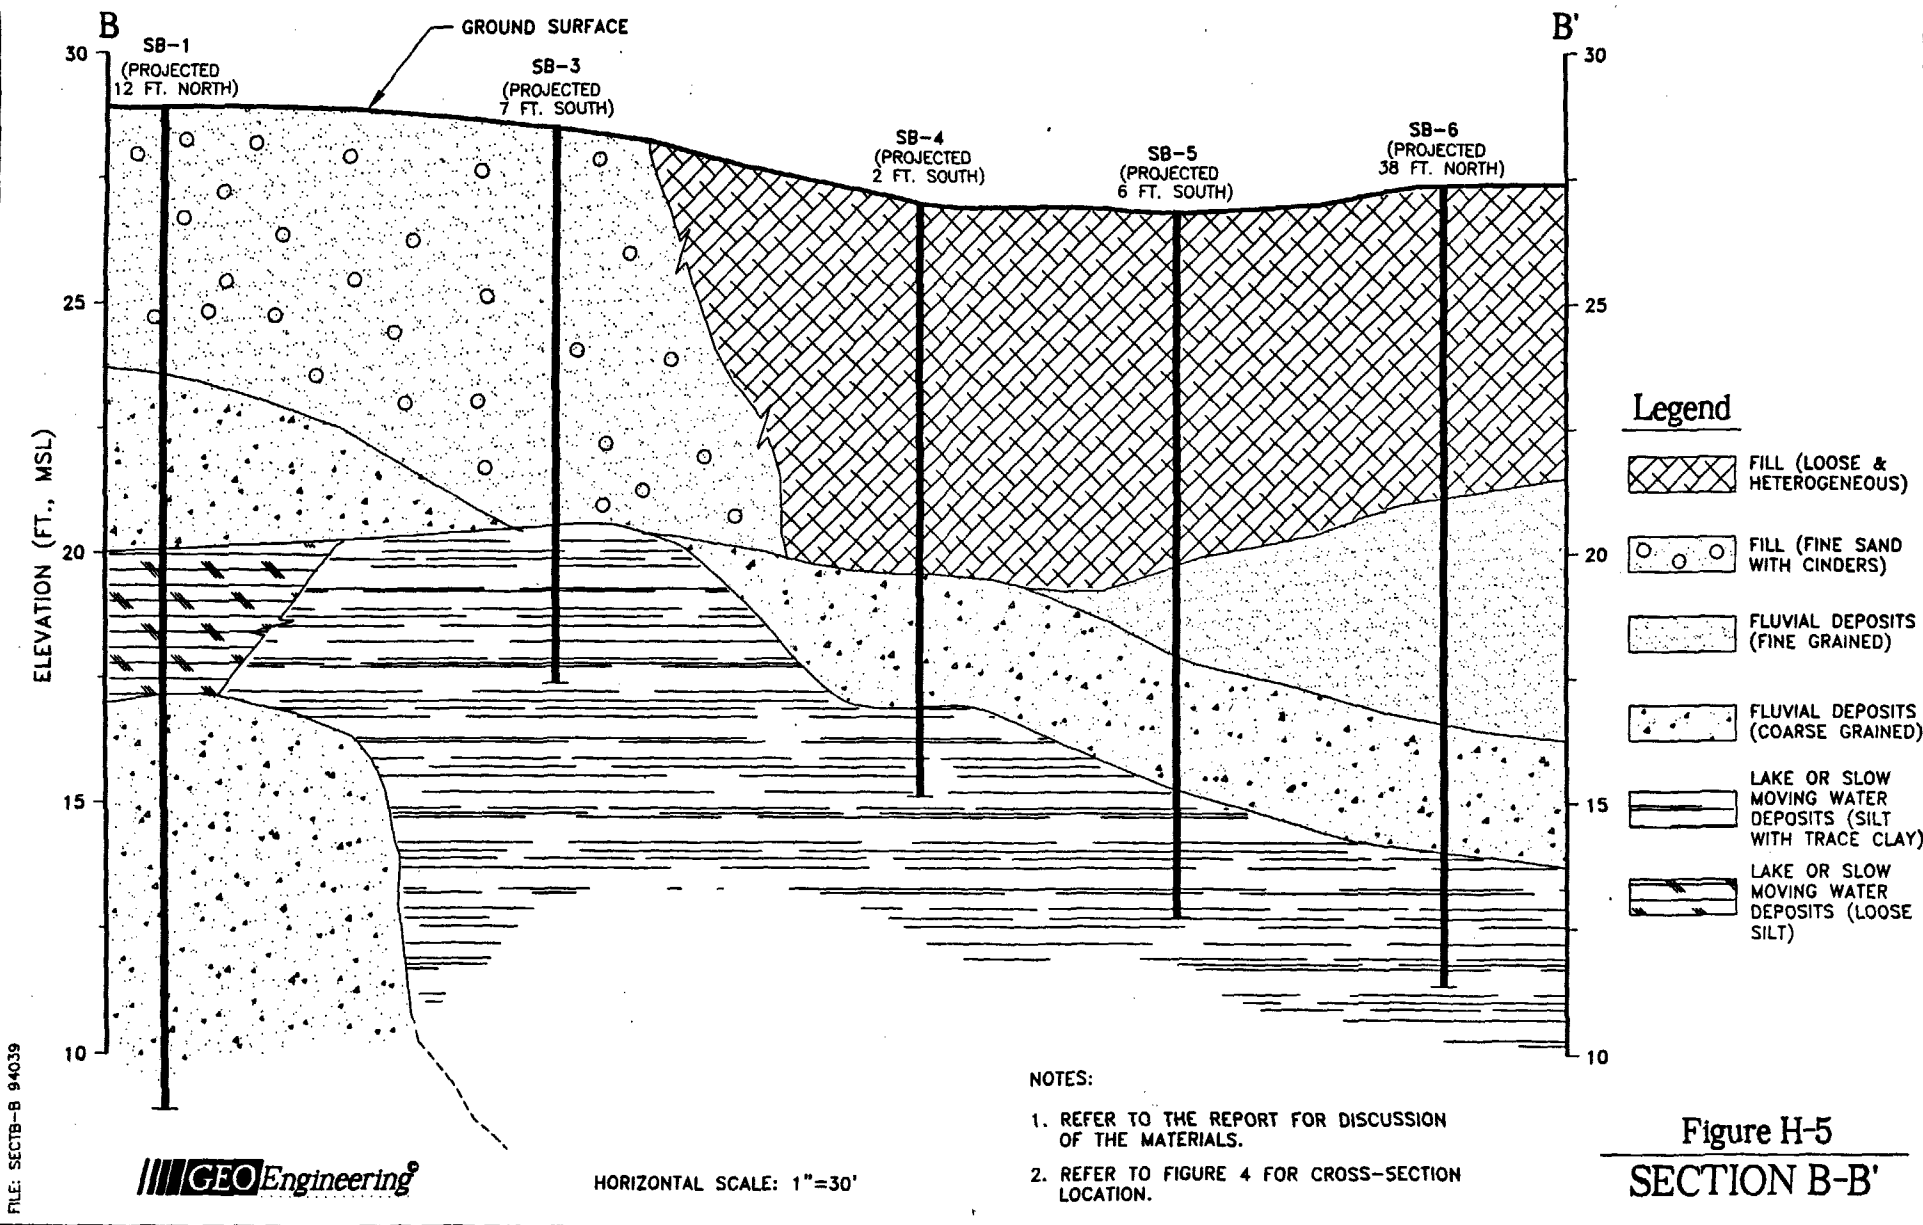 B
B'
GROUND SURFACE
SB-1
(PROJECTED
12 FT. NORTH)
SB-3
(PROJECTED
7 FT. SOUTH)
SB-4
(PROJECTED
2 FT. SOUTH)
SB-5
(PROJECTED
6 FT. SOUTH)
SB-6
(PROJECTED
38 FT. NORTH)
30
25
20
15
10
ELEVATION (FT., MSL)
30
25
20
15
10
Legend
FILL (LOOSE &
HETEROGENEOUS)
FILL (FINE SAND
WITH CINDERS)
FLUVIAL DEPOSITS
(FINE GRAINED)
FLUVIAL DEPOSITS
(COARSE GRAINED)
LAKE OR SLOW
MOVING WATER
DEPOSITS (SILT
WITH TRACE CLAY)
LAKE OR SLOW
MOVING WATER
DEPOSITS (LOOSE
SILT)
NOTES:
1. REFER TO THE REPORT FOR DISCUSSION
OF THE MATERIALS.
2. REFER TO FIGURE 4 FOR CROSS-SECTION
LOCATION.
FILE: SECTB-B 94039
GEOEngineering©
HORIZONTAL SCALE: 1"=30'
Figure H-5
SECTION B-B'